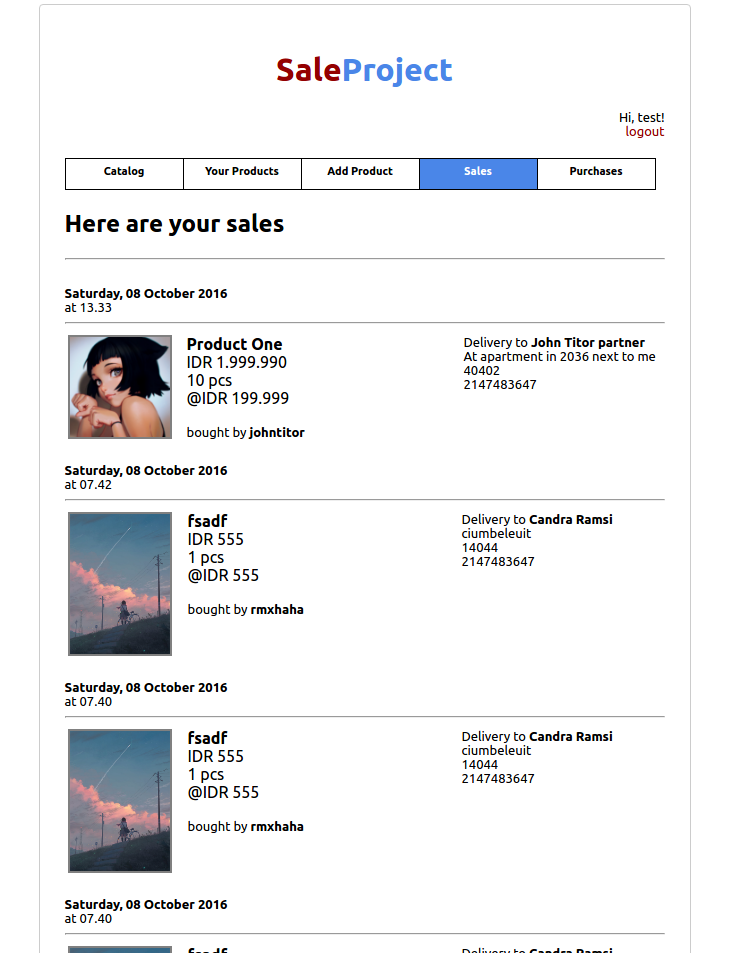 SaleProject
Hi, test!
logout
Catalog
Your Products
Add Product
Sales
Purchases
Here are your sales
Saturday, 08 October 2016
at 13.33
Product One
IDR 1.999.990
10 pcs
@IDR 199.999
bought by johntitor
Delivery to John Titor partner
At apartment in 2036 next to me
40402
2147483647
Saturday, 08 October 2016
at 07.42
fsadf
IDR 555
1 pcs
@IDR 555
bought by rmxhaha
Delivery to Candra Ramsi
ciumbeleuit
14044
2147483647
Saturday, 08 October 2016
at 07.40
fsadf
IDR 555
1 pcs
@IDR 555
bought by rmxhaha
Delivery to Candra Ramsi
ciumbeleuit
14044
2147483647
Saturday, 08 October 2016
at 07.40
fsadf
Delivery to Candra Ramsi